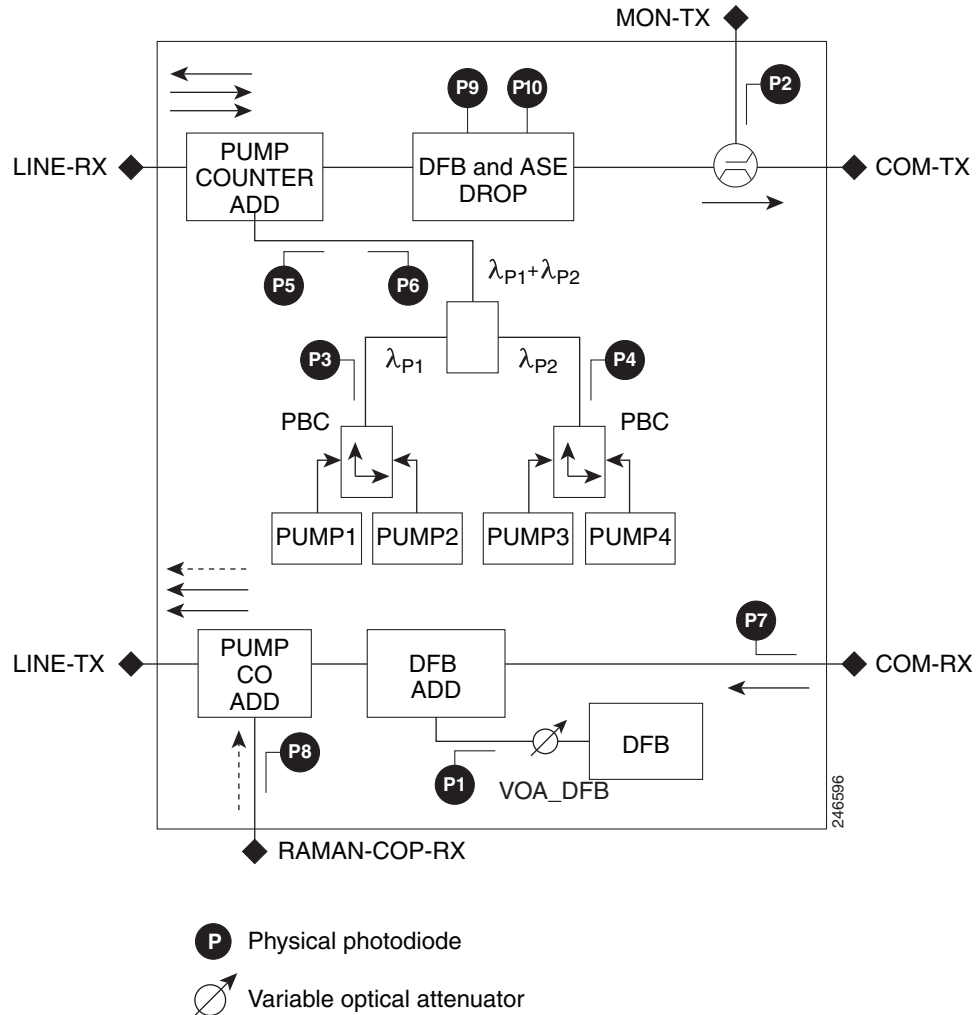 MON-TX
P9
P10
P2
LINE-RX
PUMP
COUNTER
ADD
DFB and ASE
DROP
COM-TX
P5
P6
λP1+λP2
P3
λP1
λP2
P4
PBC
PBC
PUMP1
PUMP2
PUMP3
PUMP4
P7
LINE-TX
PUMP
CO
ADD
DFB
ADD
COM-RX
P8
P1
VOA_DFB
DFB
246596
RAMAN-COP-RX
P Physical photodiode
Variable optical attenuator